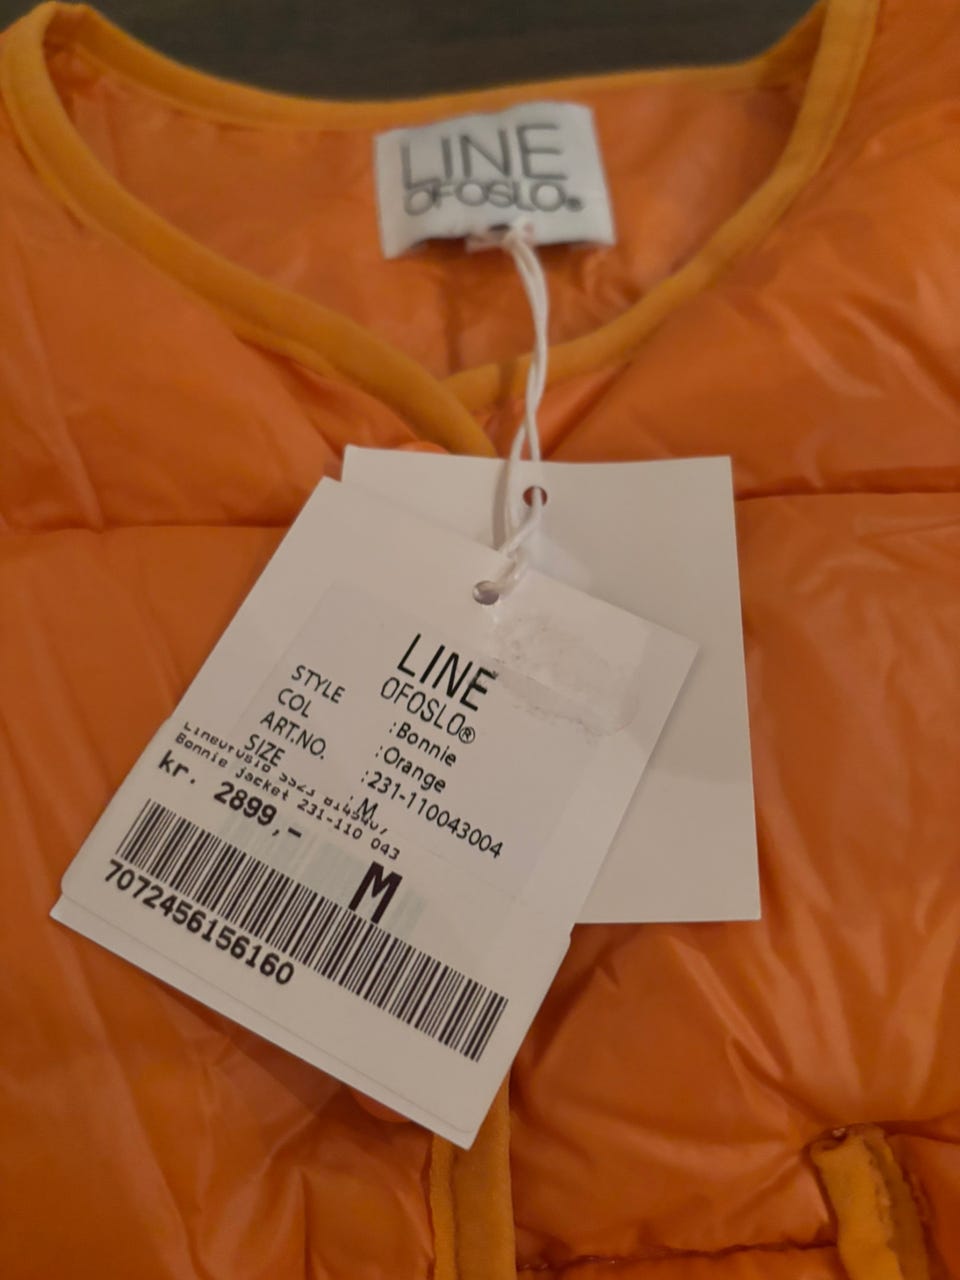 LINE
OFOSLO®
LINE
OFOSLO®
STYLE :Bonnie
COL :Orange
ART.NO. :231-110043004
SIZE :M
Bonnie jacket 231-110 043
kr. 2899,-
M
7072456156160